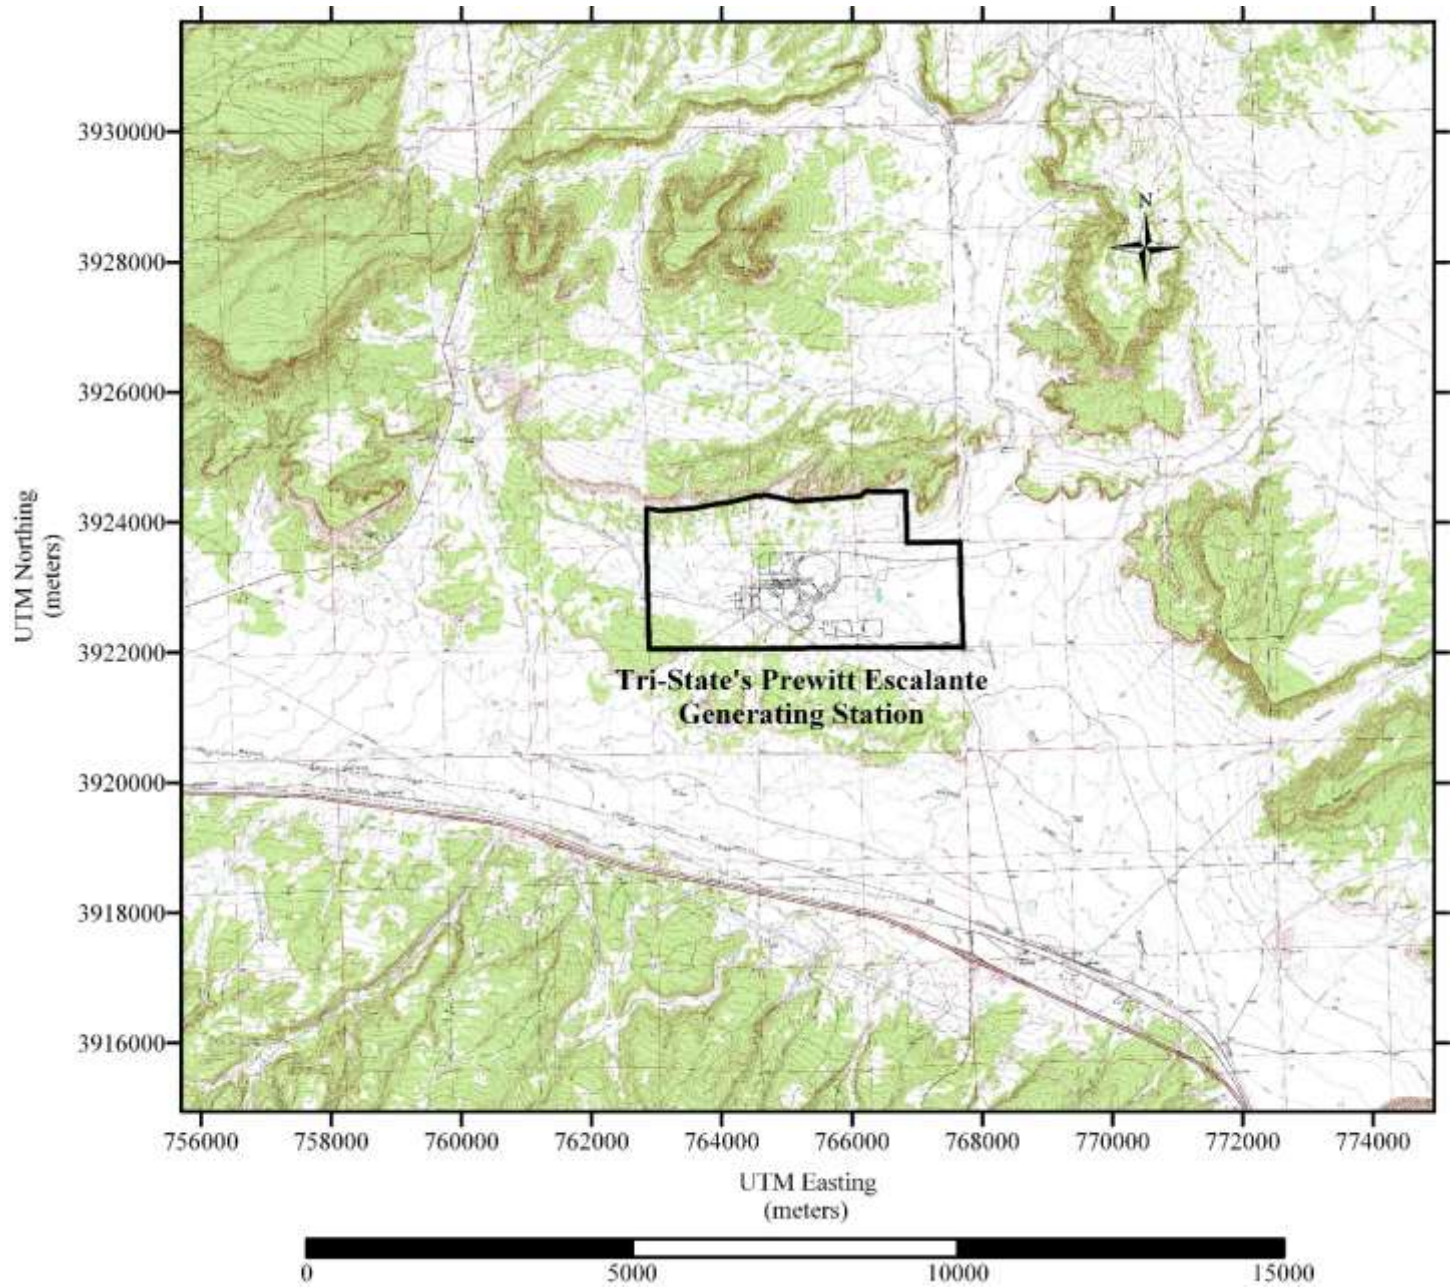 3930000
N
3928000
3926000
UTM Northing
(meters)
3924000
3922000
Tri-State's Prewitt Escalante
Generating Station
3920000
3918000
3916000
756000 758000 760000 762000 764000 766000 768000 770000 772000 774000
UTM Easting
(meters)
0 5000 10000 15000